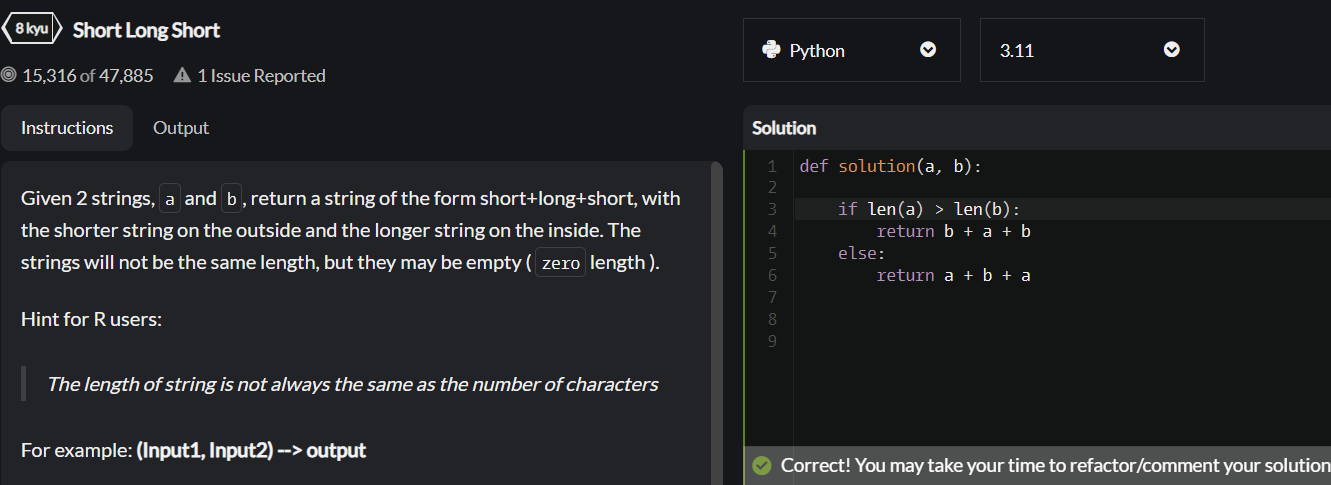 8 kyu Short Long Short
15,316 of 47,885 1 Issue Reported
Instructions Output
Given 2 strings, a and b, return a string of the form short+long+short, with
the shorter string on the outside and the longer string on the inside. The
strings will not be the same length, but they may be empty ( zero length ).
Hint for R users:
The length of string is not always the same as the number of characters
For example: (Input1, Input2) --> output
Python 3.11
Solution
1 def solution(a, b):
2
3     if len(a) > len(b):
4         return b + a + b
5     else:
6         return a + b + a
7
8
9
Correct! You may take your time to refactor/comment your solution